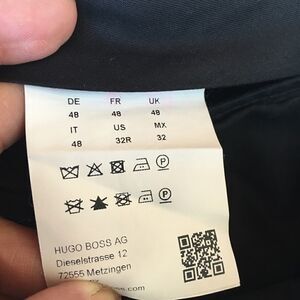 DE FR UK
48 48 48
IT US MX
48 32R 32
HUGO BOSS AG
Dieselstrasse 12
72555 Metzingen